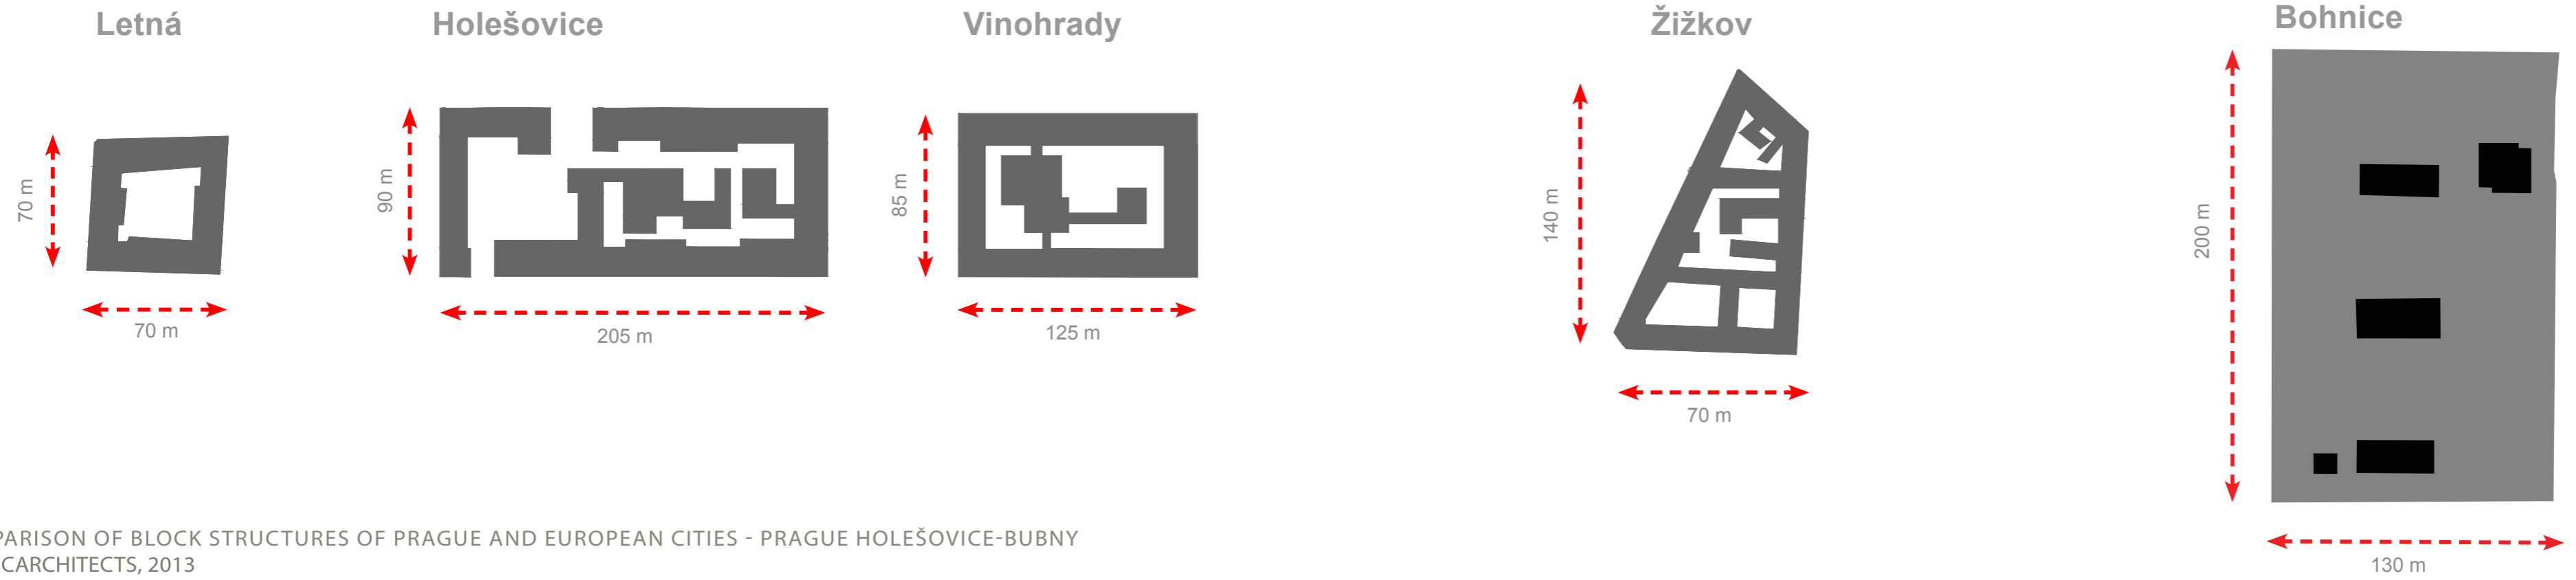 Letná
Holešovice
Vinohrady
Žižkov
Bohnice
70 m
70 m
90 m
205 m
85 m
125 m
140 m
70 m
200 m
130 m
PARISON OF BLOCK STRUCTURES OF PRAGUE AND EUROPEAN CITIES - PRAGUE HOLEŠOVICE-BUBNY
CARCHITECTS, 2013